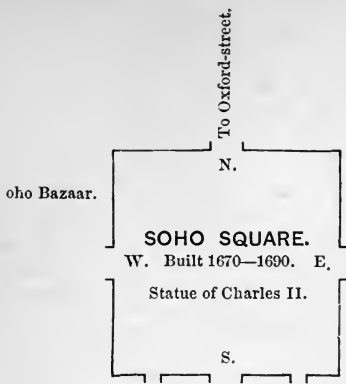 To Oxford-street.
N.
oho Bazaar.
SOHO SQUARE.
W. Built 1670—1690. E.
Statue of Charles II.
S.